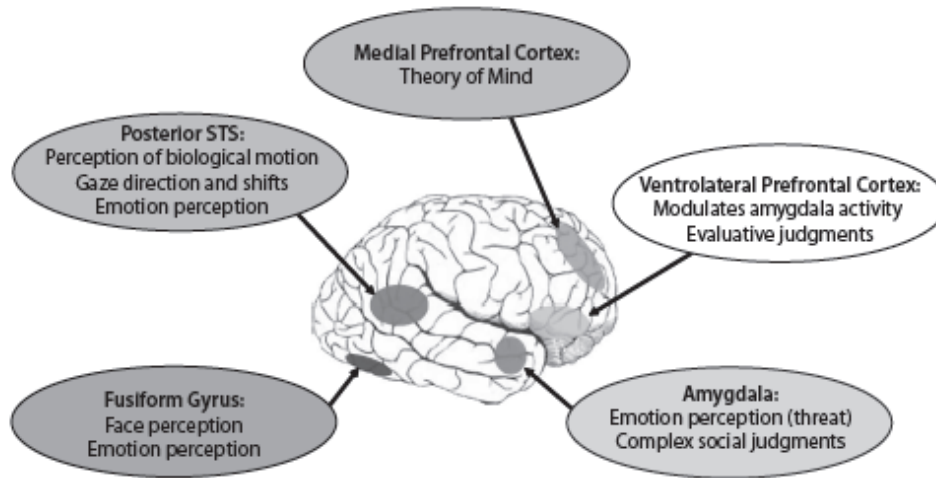 Medial Prefrontal Cortex:
Theory of Mind
Posterior STS:
Perception of biological motion
Gaze direction and shifts
Emotion perception
Ventrolateral Prefrontal Cortex:
Modulates amygdala activity
Evaluative judgments
Fusiform Gyrus:
Face perception
Emotion perception
Amygdala:
Emotion perception (threat)
Complex social judgments